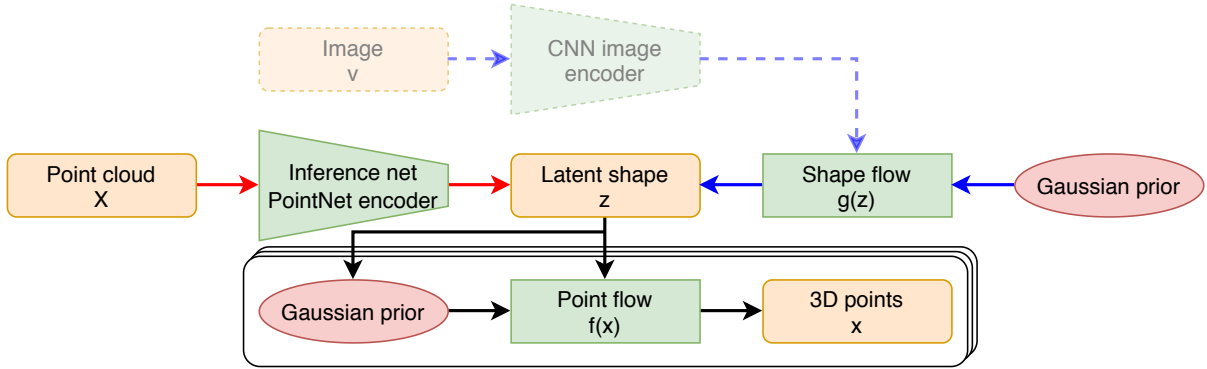 Image
v
CNN image
encoder
Point cloud
X
Inference net
PointNet encoder
Latent shape
z
Shape flow
g(z)
Gaussian prior
Gaussian prior
Point flow
f(x)
3D points
x